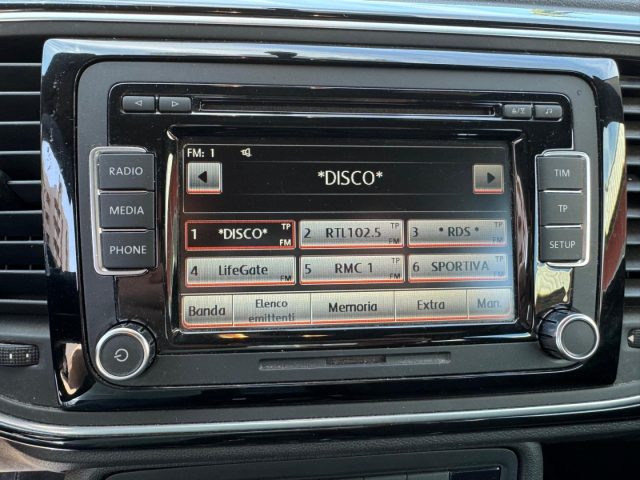 FM: 1
*DISCO*
RADIO
MEDIA
PHONE
TIM
TP
SETUP
1 *DISCO* TP FM
2 RTL102.5 TP FM
3 * RDS * TP FM
4 LifeGate FM
5 RMC 1 TP FM
6 SPORTIVA FM
Banda
Elenco
emittenti
Memoria
Extra
Man.